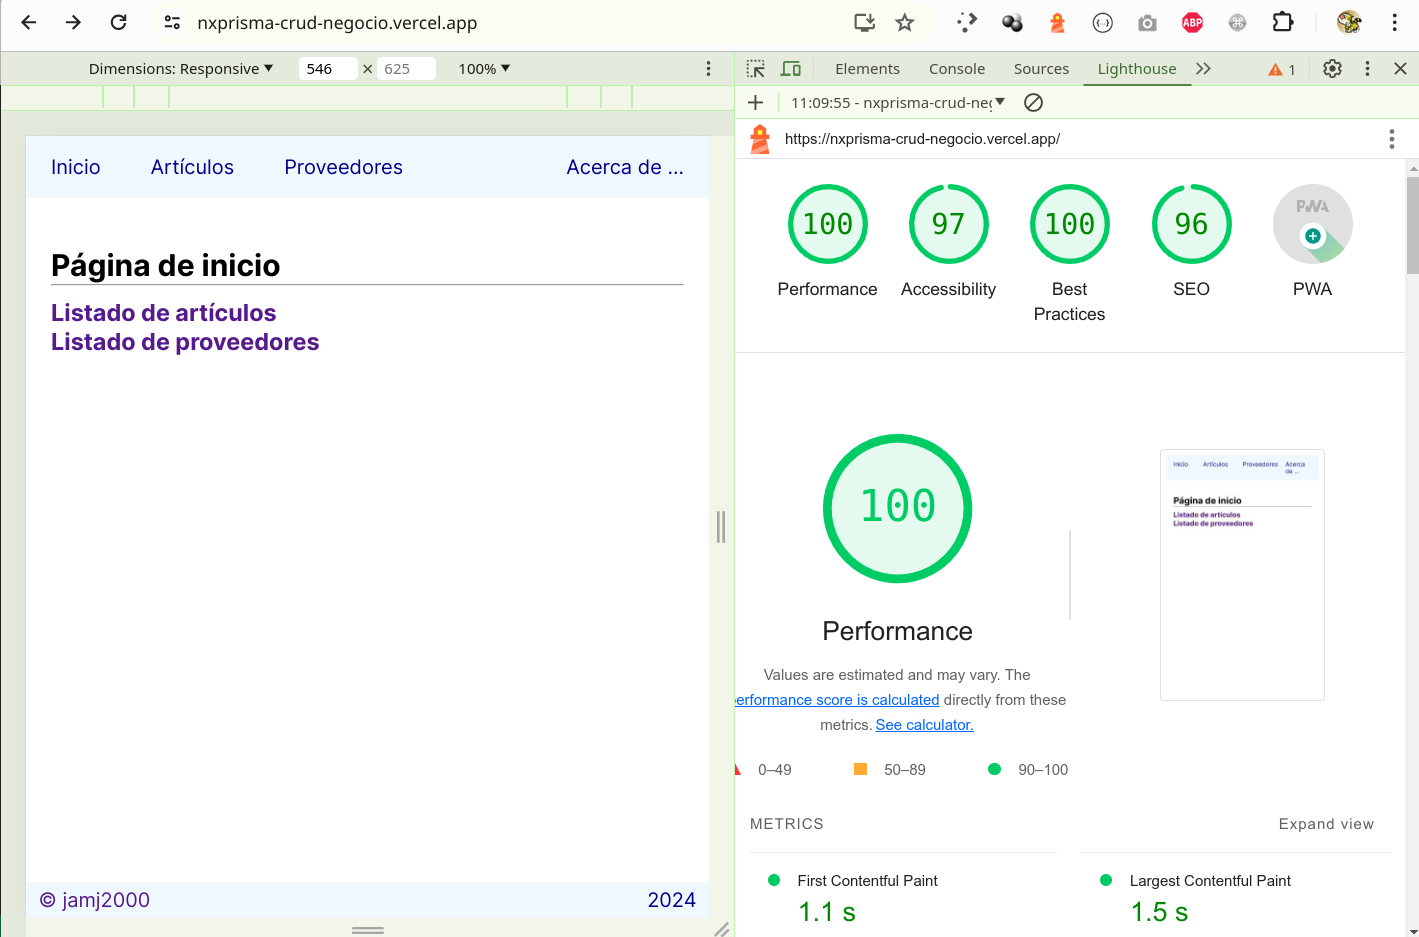 nxprisma-crud-negocio.vercel.app
ABP
Dimensions: Responsive
546 × 625
100%
Elements Console Sources Lighthouse
1
11:09:55 - nxprisma-crud-neg
https://nxprisma-crud-negocio.vercel.app/
Inicio Artículos Proveedores Acerca de ...
Página de inicio
Listado de artículos
Listado de proveedores
© jamj2000 2024
100 97 100 96 PWA
Performance Accessibility Best Practices SEO PWA
100
Performance
Values are estimated and may vary. The
performance score is calculated directly from these
metrics. See calculator.
0–49 50–89 90–100
Inicio Artículos Proveedores Acerca de ...
Página de inicio
Listado de artículos
Listado de proveedores
METRICS Expand view
First Contentful Paint
1.1 s
Largest Contentful Paint
1.5 s